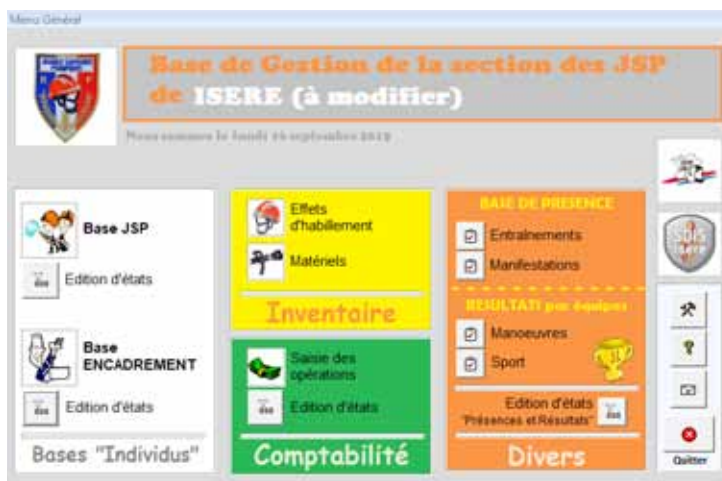 Menu Général
Base de Gestion de la section des JSP
de ISERE (à modifier)
Nous sommes le lundi 16 septembre 2019
Base JSP
Edition d'états
Base
ENCADREMENT
Edition d'états
Bases "Individus"
Effets
d'habillement
Matériels
Inventaire
Saisie des
opérations
Edition d'états
Comptabilité
BASE DE PRESENCE
Entraînements
Manifestations
RESULTATS par équipes
Manoeuvres
Sport
Edition d'états
"Présences et Résultats"
Divers
SDIS
Quitter